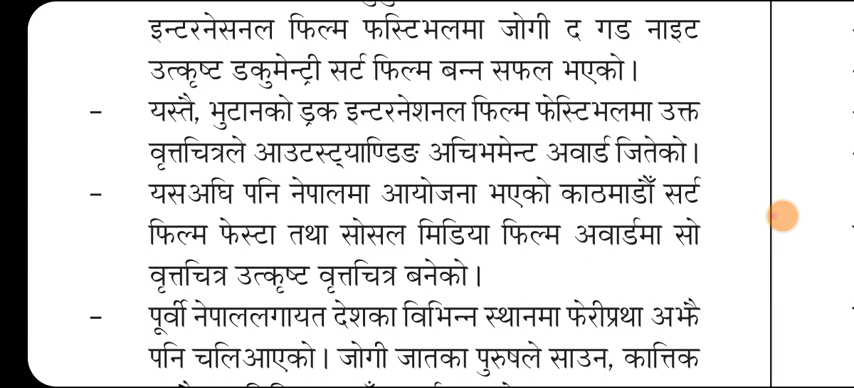 इन्टरनेसनल फिल्म फस्टिभलमा जोगी द गड नाइट
उत्कृष्ट डकुमेन्ट्री सर्ट फिल्म बन्न सफल भएको।
– यस्तै, भुटानको ड्रक इन्टरनेशनल फिल्म फेस्टिभलमा उक्त
वृत्तचित्रले आउटस्ट्याण्डिङ अचिभमेन्ट अवार्ड जितेको।
– यसअघि पनि नेपालमा आयोजना भएको काठमाडौँ सर्ट
फिल्म फेस्टा तथा सोसल मिडिया फिल्म अवार्डमा सो
वृत्तचित्र उत्कृष्ट वृत्तचित्र बनेको।
– पूर्वी नेपाललगायत देशका विभिन्न स्थानमा फेरीप्रथा अझै
पनि चलिआएको। जोगी जातका पुरुषले साउन, कात्तिक